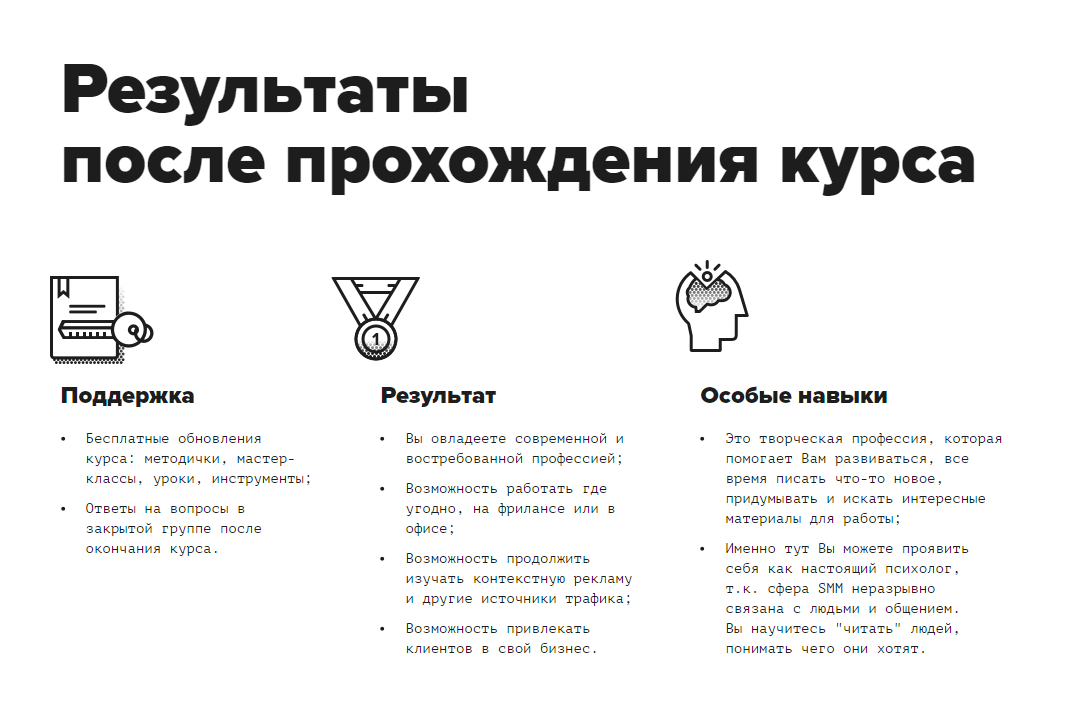 Результаты
после прохождения курса
1
Поддержка
• Бесплатные обновления
курса: методички, мастер-
классы, уроки, инструменты;
• Ответы на вопросы в
закрытой группе после
окончания курса.
Результат
• Вы овладеете современной и
востребованной профессией;
• Возможность работать где
угодно, на фрилансе или в
офисе;
• Возможность продолжить
изучать контекстную рекламу
и другие источники трафика;
• Возможность привлекать
клиентов в свой бизнес.
Особые навыки
• Это творческая профессия, которая
помогает Вам развиваться, все
время писать что-то новое,
придумывать и искать интересные
материалы для работы;
• Именно тут Вы можете проявить
себя как настоящий психолог,
т.к. сфера SMM неразрывно
связана с людьми и общением.
Вы научитесь "читать" людей,
понимать чего они хотят.